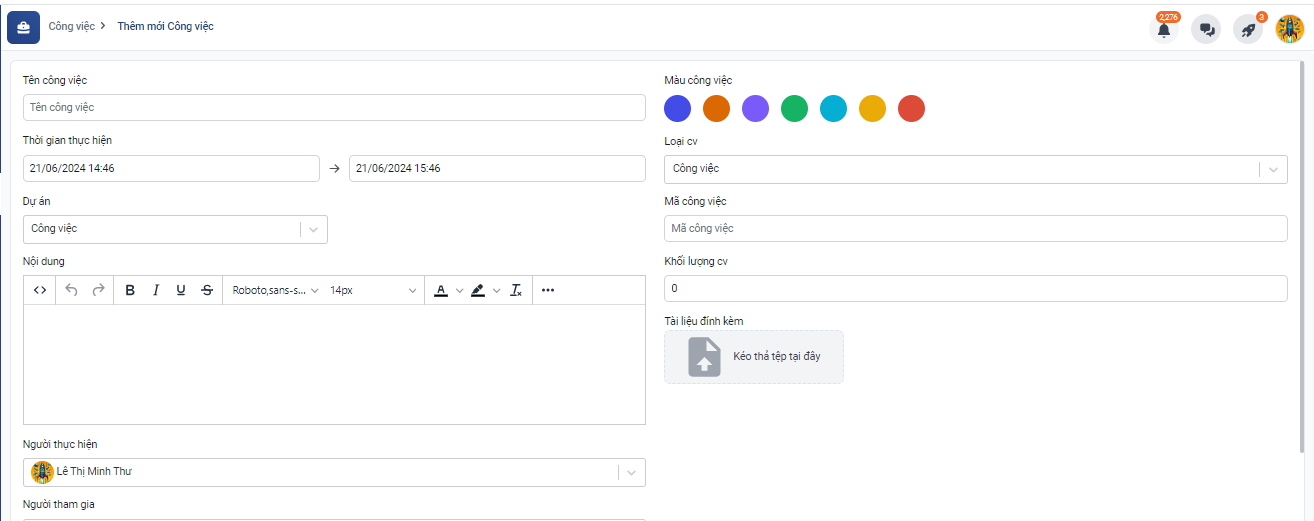 Công việc > Thêm mới Công việc
2,276
3
Tên công việc
Tên công việc
Thời gian thực hiện
21/06/2024 14:46 → 21/06/2024 15:46
Dự án
Công việc
Nội dung
B I U S Roboto,san-s... 14px A Tx
Người thực hiện
Lê Thị Minh Thư
Người tham gia
Màu công việc
Loại cv
Công việc
Mã công việc
Mã công việc
Khối lượng cv
0
Tài liệu đính kèm
Kéo thả tệp tại đây